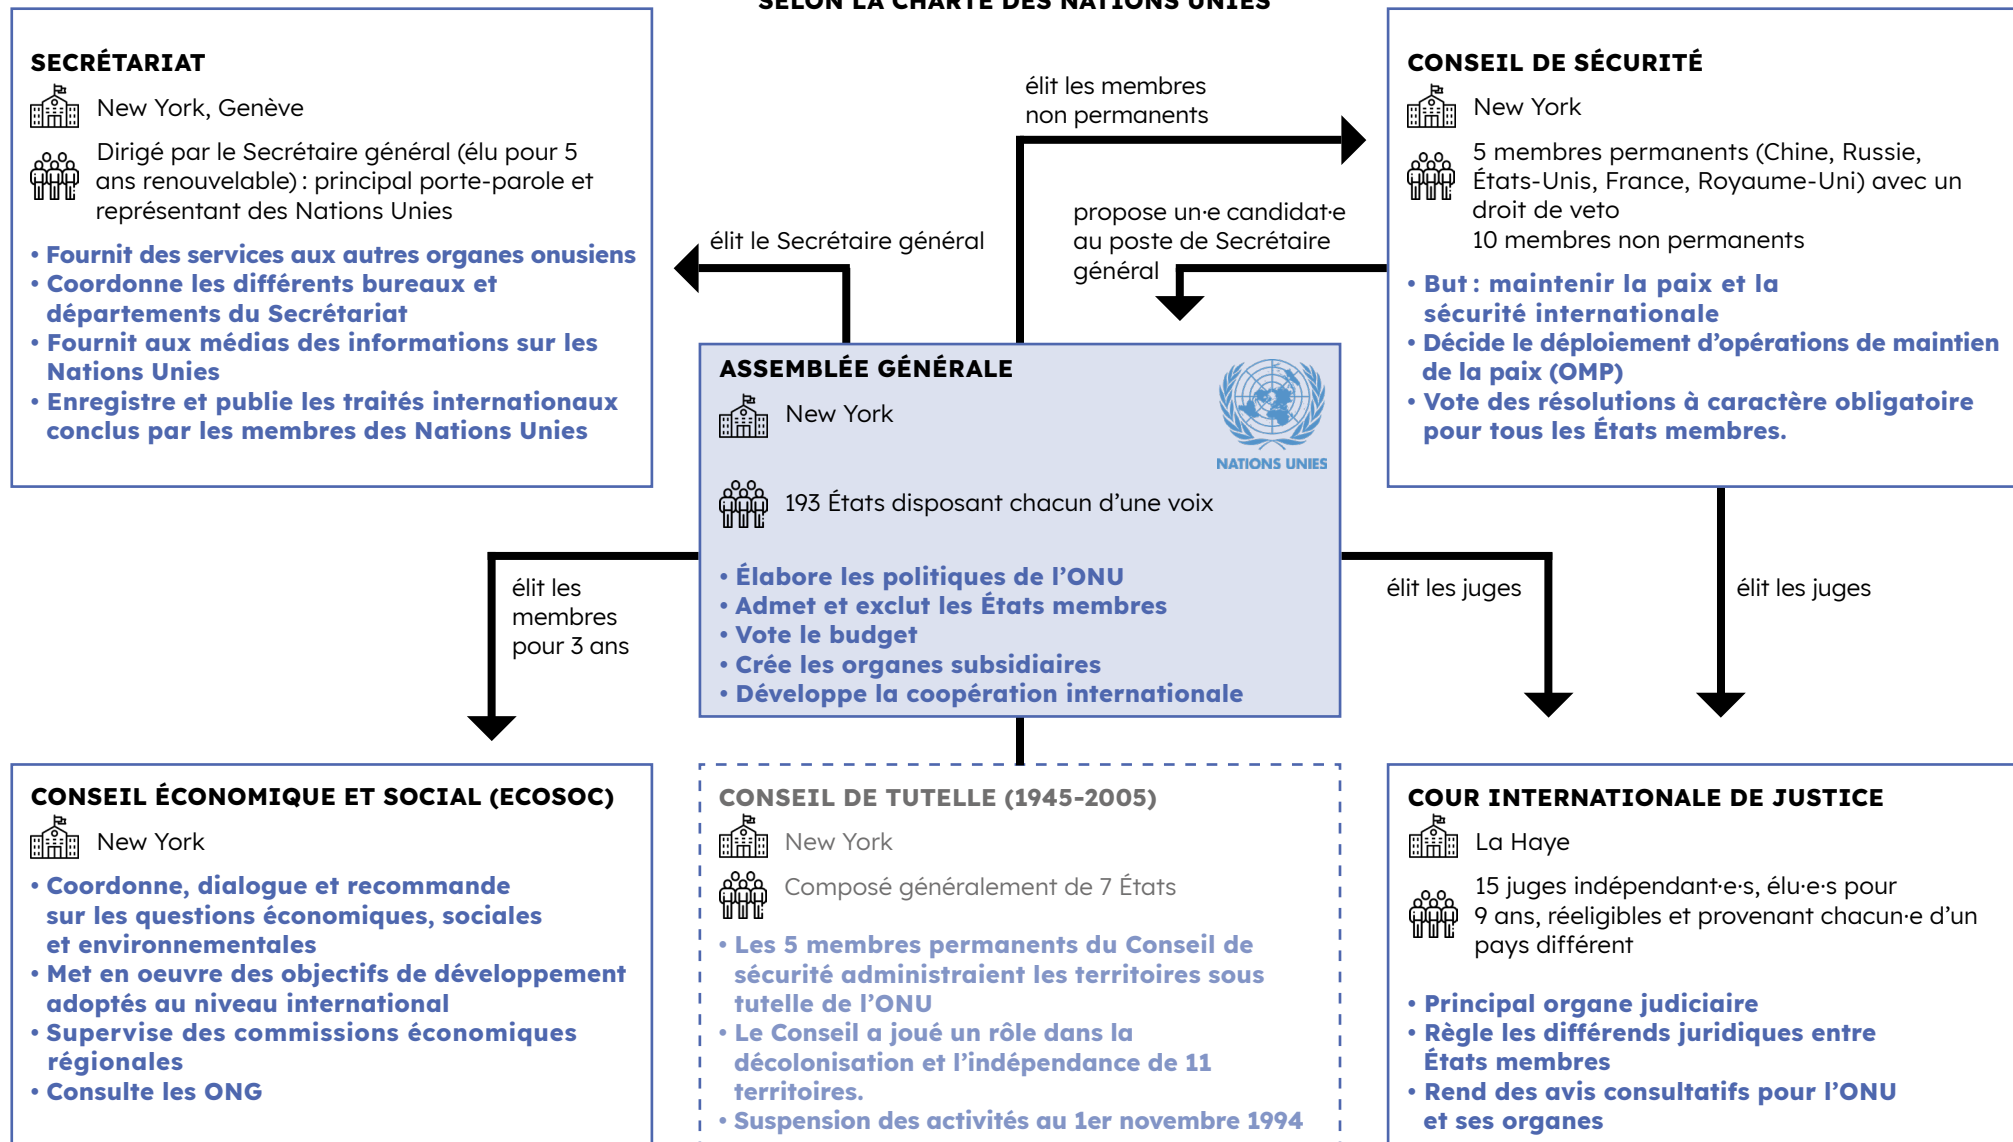 SELON LA CHARTE DES NATIONS UNIES
SECRÉTARIAT
New York, Genève
Dirigé par le Secrétaire général (élu pour 5
ans renouvelable) : principal porte-parole et
représentant des Nations Unies
• Fournit des services aux autres organes onusiens
• Coordonne les différents bureaux et
départements du Secrétariat
• Fournit aux médias des informations sur les
Nations Unies
• Enregistre et publie les traités internationaux
conclus par les membres des Nations Unies
élit le Secrétaire général
élit les membres
non permanents
propose un·e candidat·e
au poste de Secrétaire
général
CONSEIL DE SÉCURITÉ
New York
5 membres permanents (Chine, Russie,
États-Unis, France, Royaume-Uni) avec un
droit de veto
10 membres non permanents
• But : maintenir la paix et la
sécurité internationale
• Décide le déploiement d’opérations de maintien
de la paix (OMP)
• Vote des résolutions à caractère obligatoire
pour tous les États membres.
ASSEMBLÉE GÉNÉRALE
New York
NATIONS UNIES
193 États disposant chacun d’une voix
• Élabore les politiques de l’ONU
• Admet et exclut les États membres
• Vote le budget
• Crée les organes subsidiaires
• Développe la coopération internationale
élit les
membres
pour 3 ans
élit les juges
élit les juges
CONSEIL ÉCONOMIQUE ET SOCIAL (ECOSOC)
New York
• Coordonne, dialogue et recommande
sur les questions économiques, sociales
et environnementales
• Met en oeuvre des objectifs de développement
adoptés au niveau international
• Supervise des commissions économiques
régionales
• Consulte les ONG
CONSEIL DE TUTELLE (1945-2005)
New York
Composé généralement de 7 États
• Les 5 membres permanents du Conseil de
sécurité administraient les territoires sous
tutelle de l’ONU
• Le Conseil a joué un rôle dans la
décolonisation et l’indépendance de 11
territoires.
• Suspension des activités au 1er novembre 1994
COUR INTERNATIONALE DE JUSTICE
La Haye
15 juges indépendant·e·s, élu·e·s pour
9 ans, réeligibles et provenant chacun·e d’un
pays différent
• Principal organe judiciaire
• Règle les différends juridiques entre
États membres
• Rend des avis consultatifs pour l’ONU
et ses organes